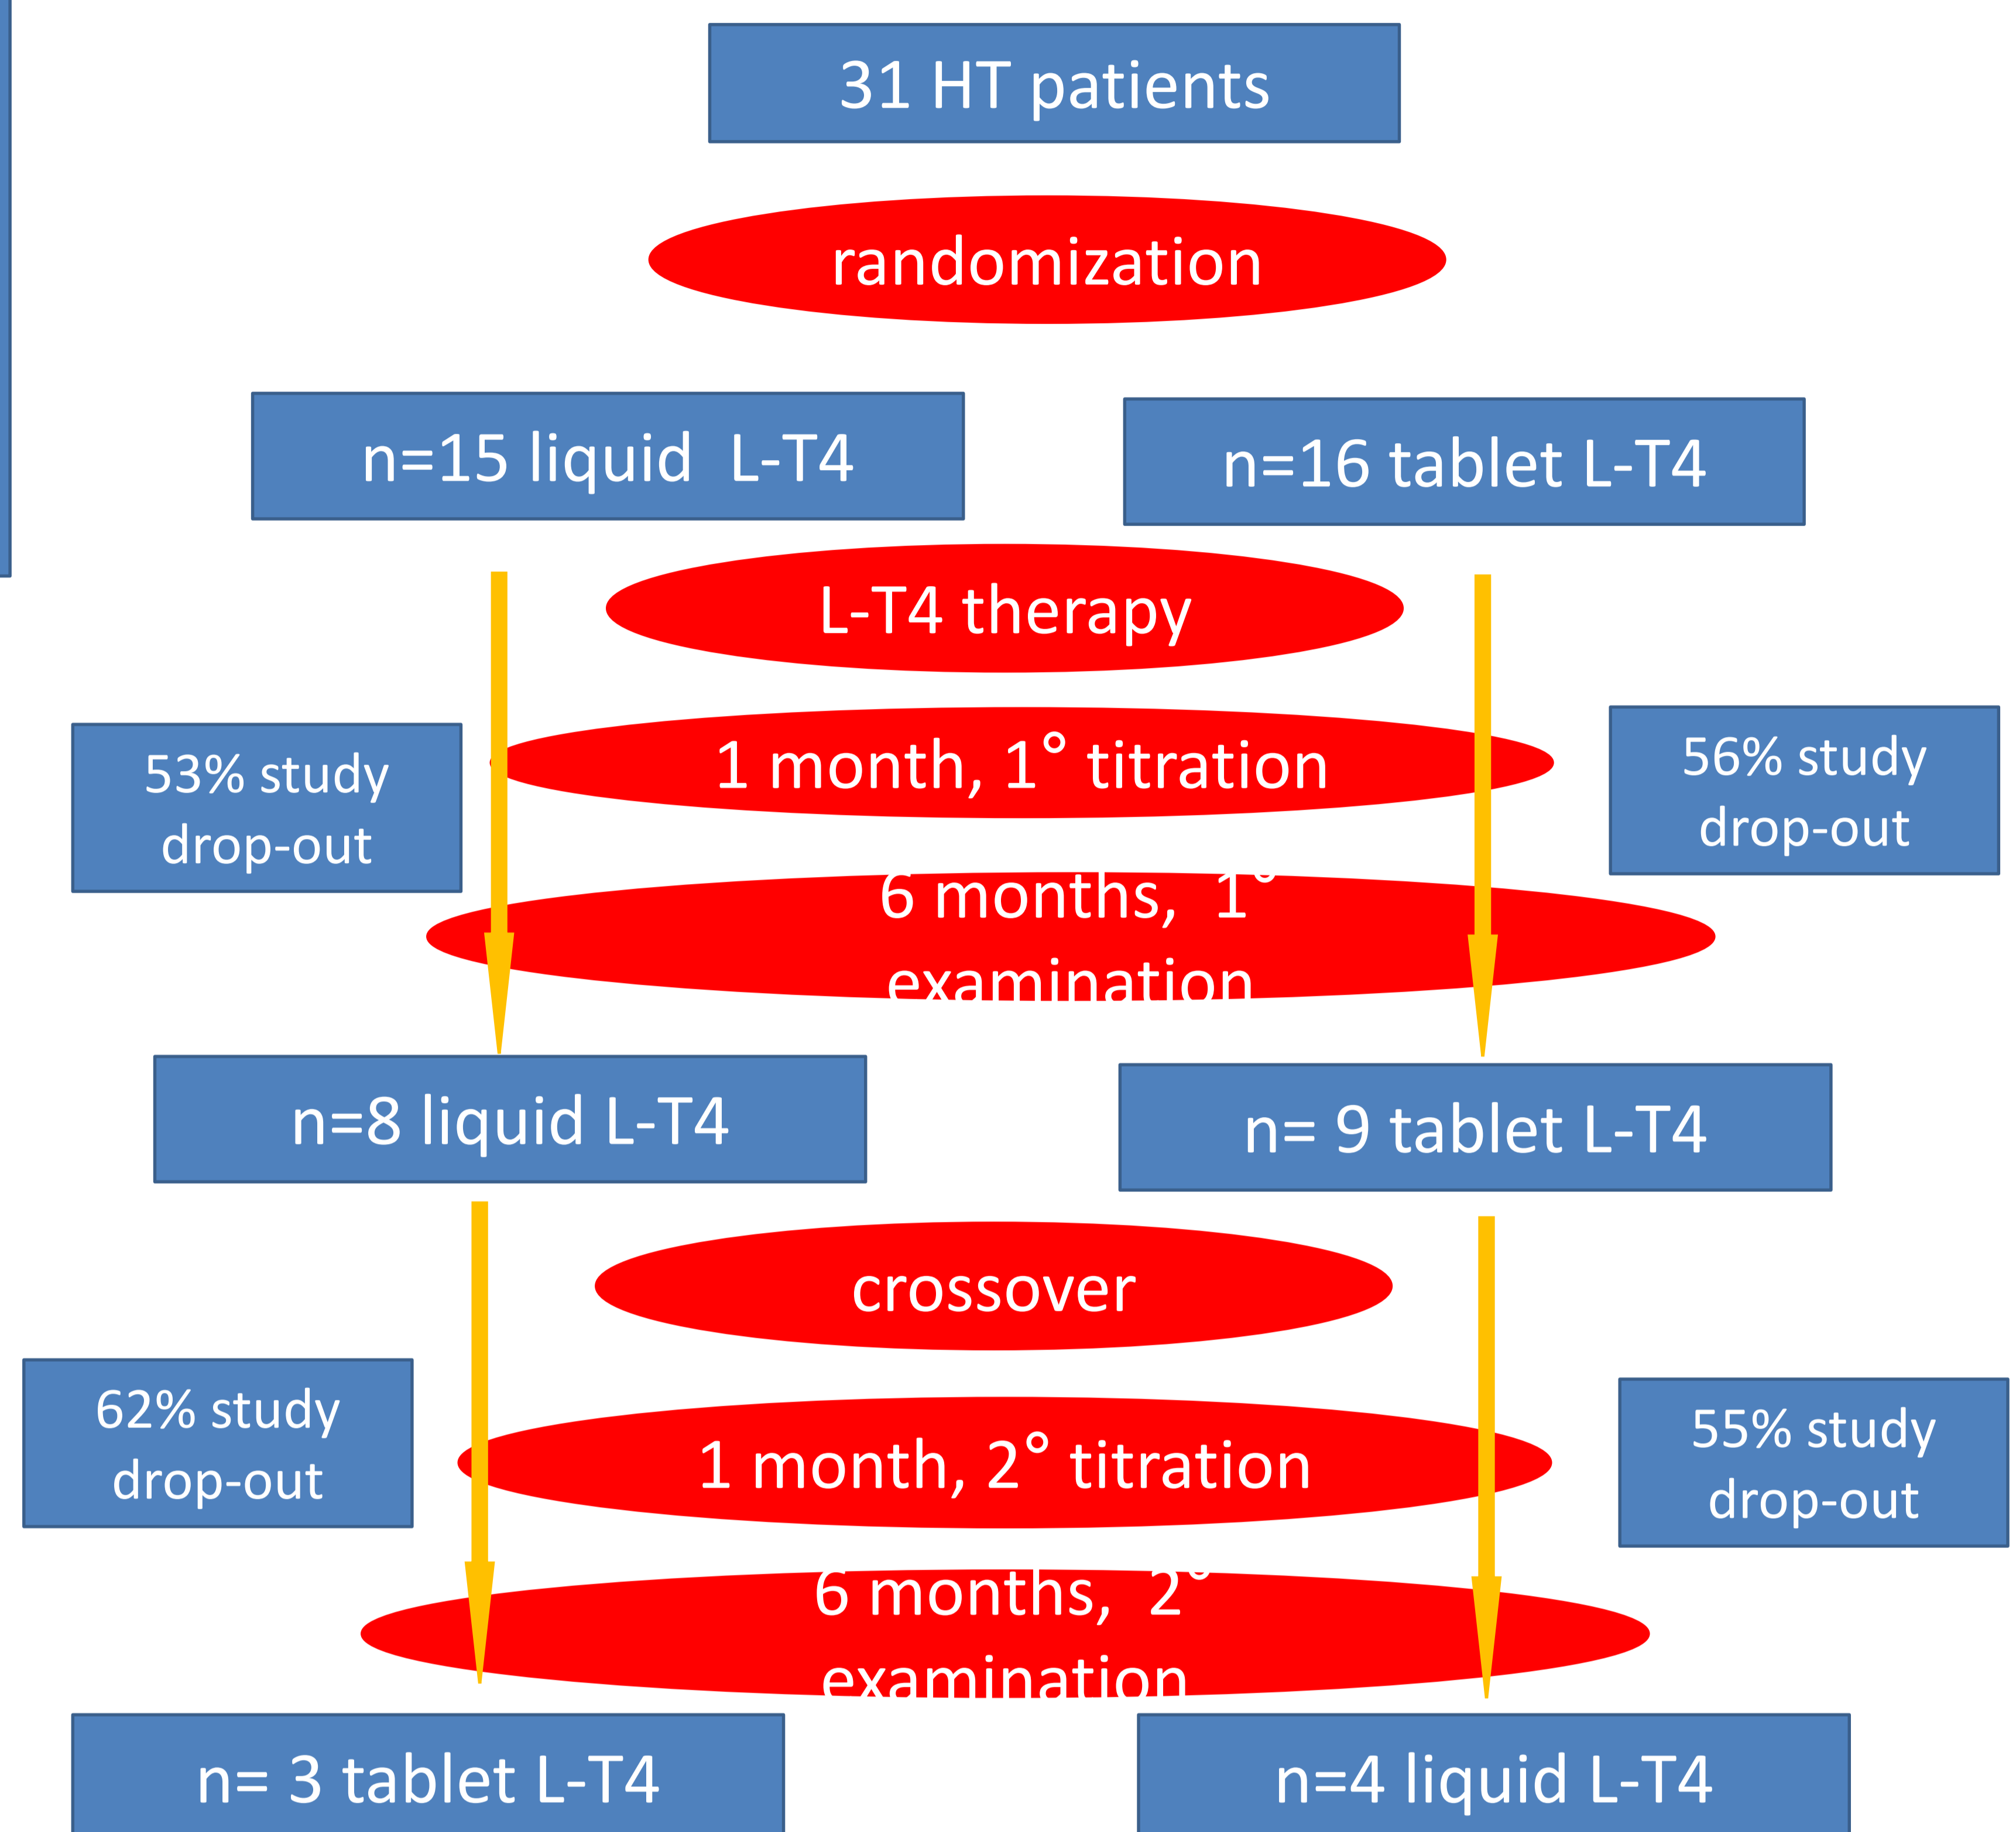 31 HT patients
randomization
n=15 liquid L-T4
n=16 tablet L-T4
L-T4 therapy
1 month, 1° titration
53% study
drop-out
56% study
drop-out
6 months, 1°
examination
n=8 liquid L-T4
n= 9 tablet L-T4
crossover
62% study
drop-out
1 month, 2° titration
55% study
drop-out
6 months, 2°
examination
n= 3 tablet L-T4
n=4 liquid L-T4